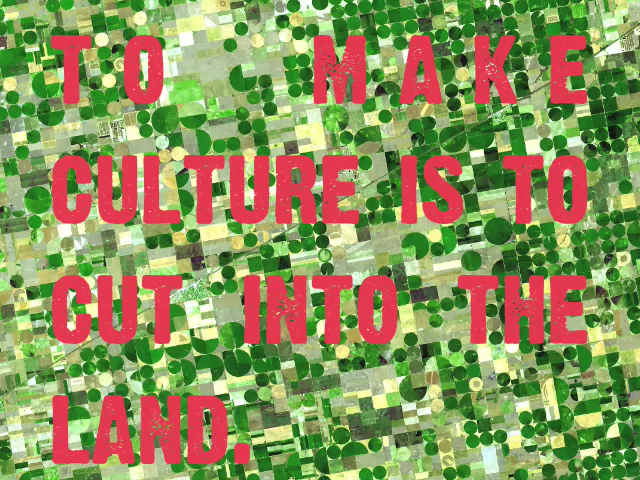 TO MAKE
CULTURE IS TO
CUT INTO THE
LAND.